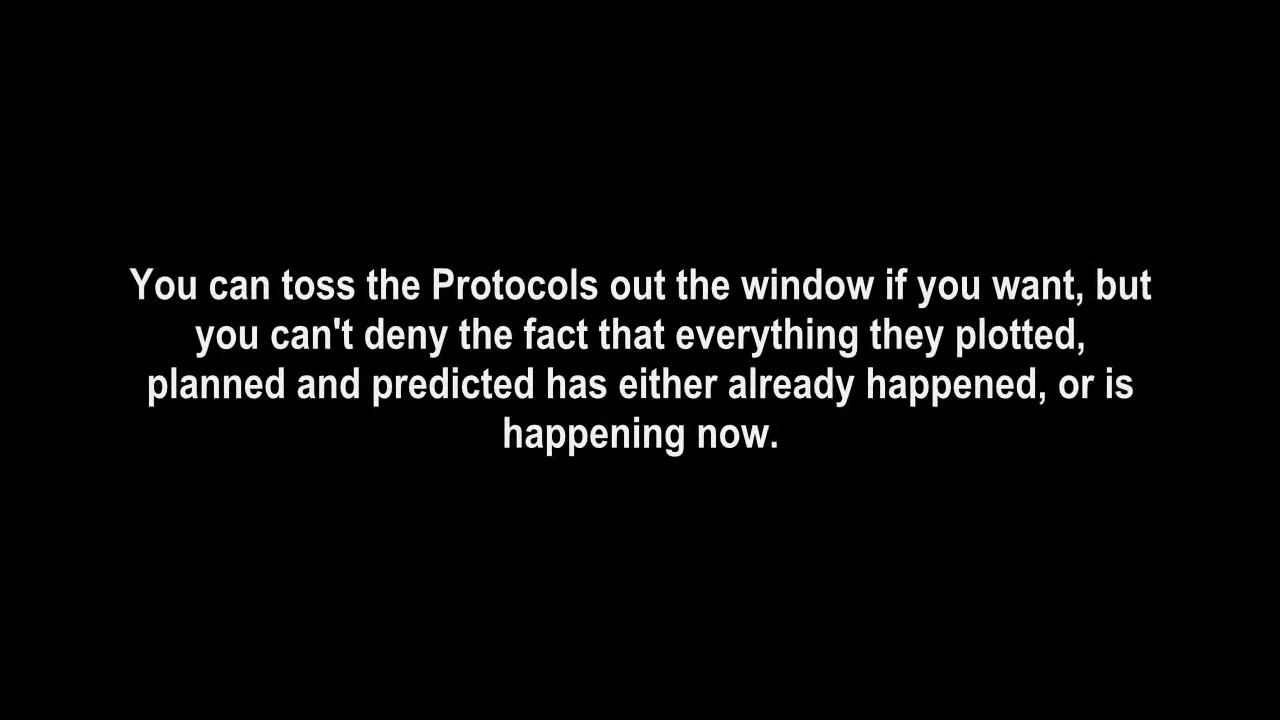 You can toss the Protocols out the window if you want, but
you can't deny the fact that everything they plotted,
planned and predicted has either already happened, or is
happening now.